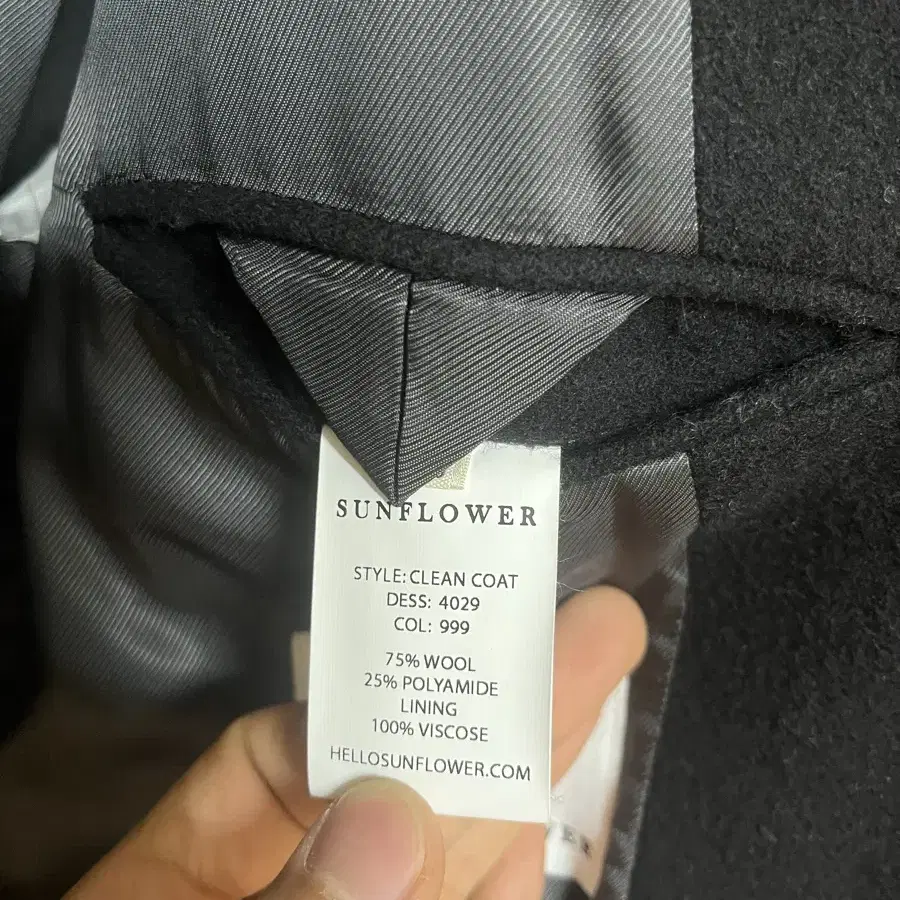 SUNFLOWER
STYLE: CLEAN COAT
DESS: 4029
COL: 999
75% WOOL
25% POLYAMIDE
LINING
100% VISCOSE
HELLOSUNFLOWER.COM